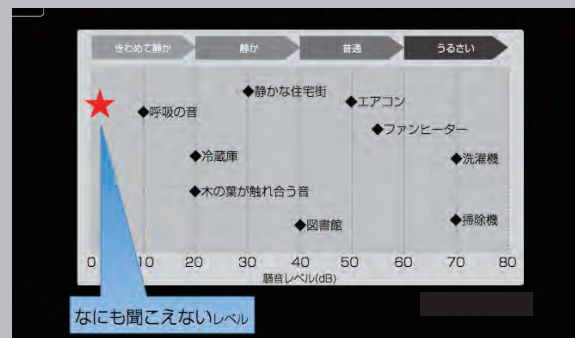 きわめて静か 静か 普通 うるさい
◆静かな住宅街
◆エアコン
◆呼吸の音
◆ファンヒーター
◆冷蔵庫
◆洗濯機
◆木の葉が触れ合う音
◆図書館
◆掃除機
0 10 20 30 40 50 60 70 80
騒音レベル(dB)
なにも聞こえないレベル